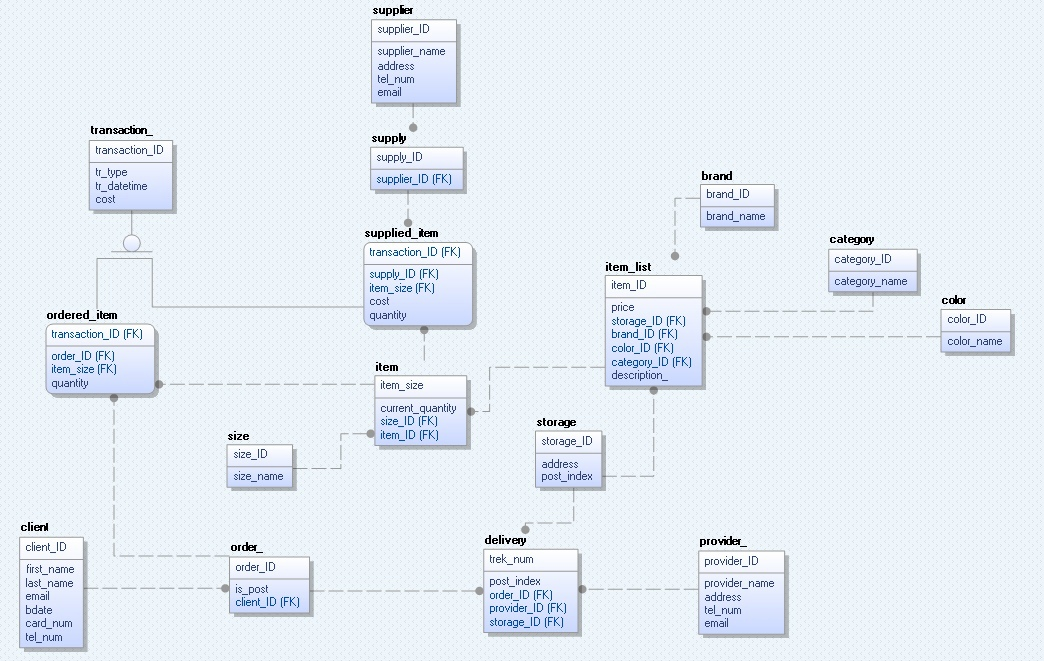 supplier
supplier_ID
supplier_name
address
tel_num
email
transaction_
transaction_ID
tr_type
tr_datetime
cost
supply
supply_ID
supplier_ID (FK)
brand
brand_ID
brand_name
supplied_item
transaction_ID (FK)
supply_ID (FK)
item_size (FK)
cost
quantity
category
category_ID
category_name
item_list
item_ID
price
storage_ID (FK)
brand_ID (FK)
color_ID (FK)
category_ID (FK)
description_
color
color_ID
color_name
ordered_item
transaction_ID (FK)
order_ID (FK)
item_size (FK)
quantity
item
item_size
current_quantity
size_ID (FK)
item_ID (FK)
size
size_ID
size_name
storage
storage_ID
address
post_index
client
client_ID
first_name
last_name
email
bdate
card_num
tel_num
order_
order_ID
is_post
client_ID (FK)
delivery
trek_num
post_index
order_ID (FK)
provider_ID (FK)
storage_ID (FK)
provider_
provider_ID
provider_name
address
tel_num
email